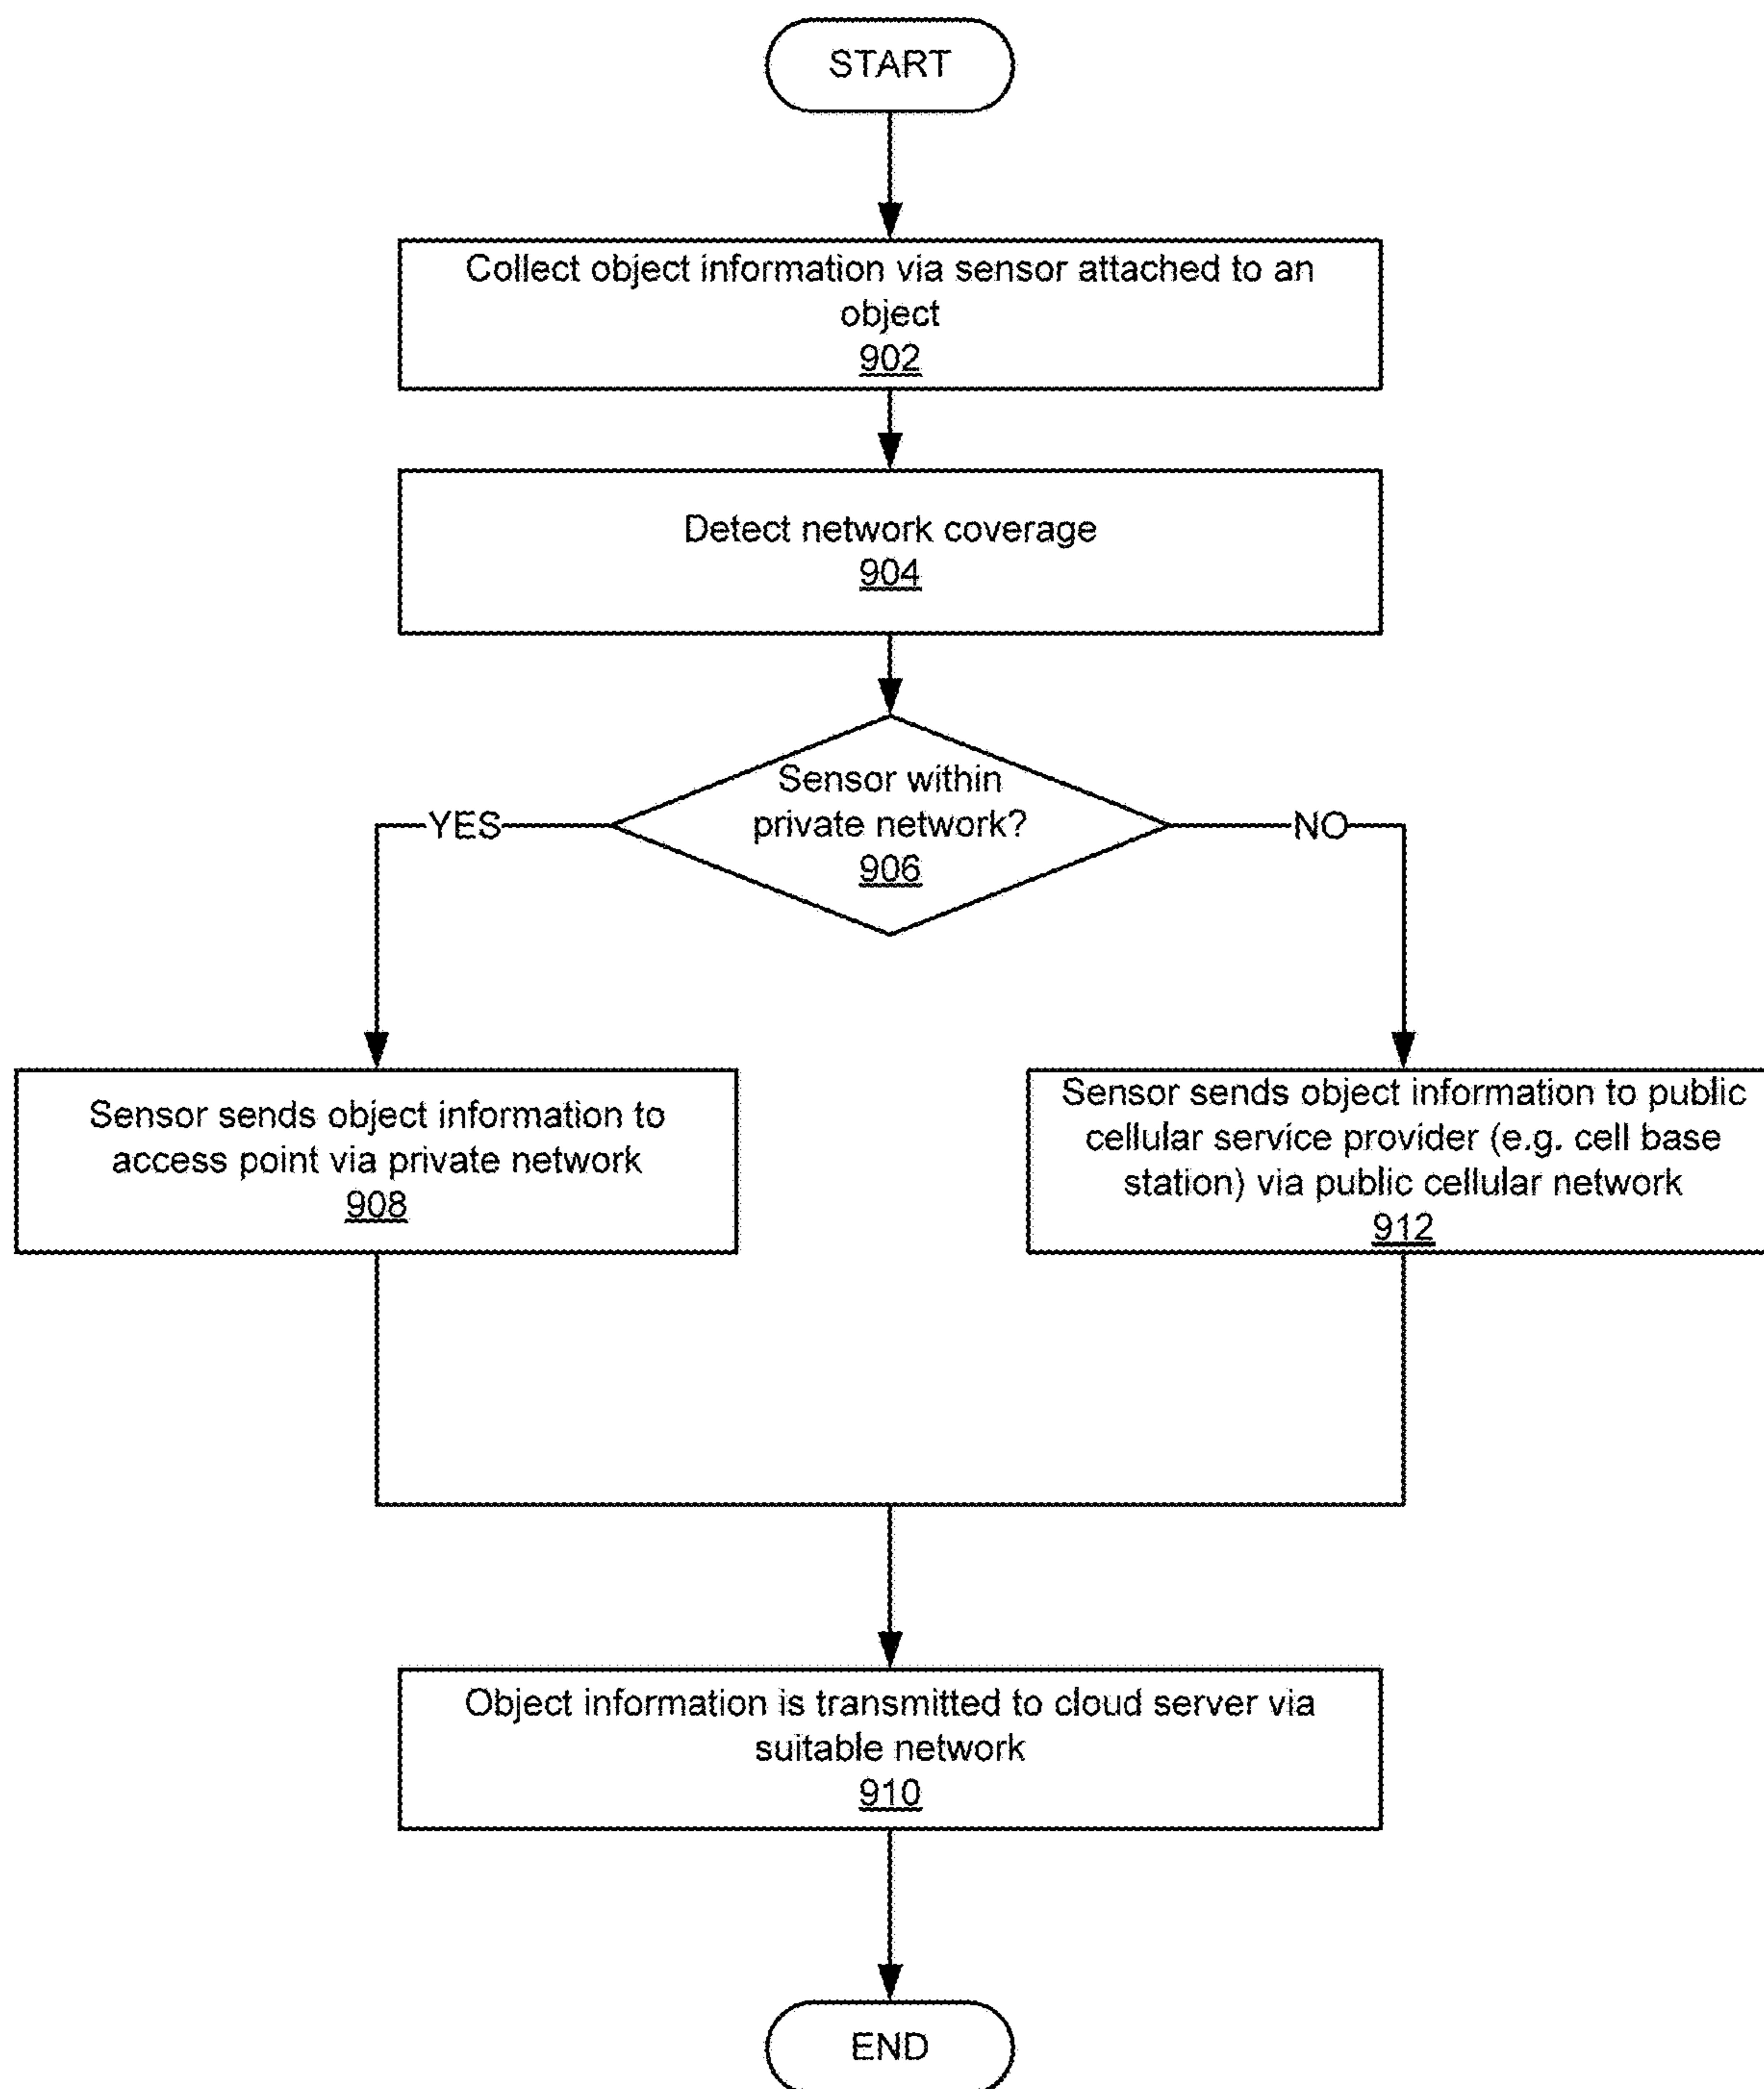 START
Collect object information via sensor attached to an
object
902
Detect network coverage
904
Sensor within
private network?
906
YES
NO
Sensor sends object information to
access point via private network
908
Sensor sends object information to public
cellular service provider (e.g. cell base
station) via public cellular network
912
Object information is transmitted to cloud server via
suitable network
910
END